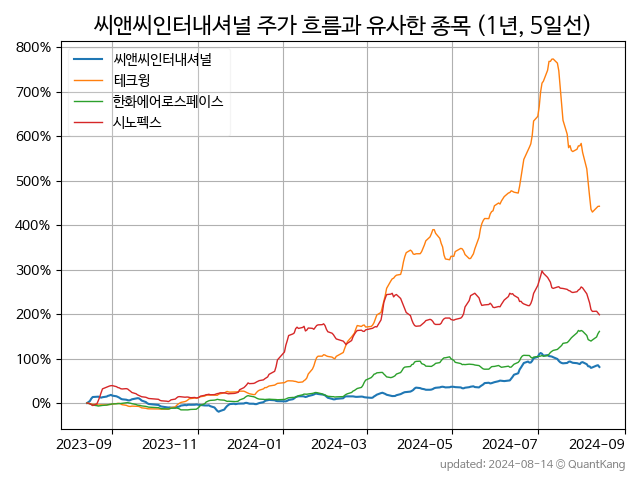 씨앤씨인터내셔널 주가 흐름과 유사한 종목 (1년, 5일선)
800%
700%
600%
500%
400%
300%
200%
100%
0%
씨앤씨인터내셔널
테크윙
한화에어로스페이스
시노펙스
2023-09 2023-11 2024-01 2024-03 2024-05 2024-07 2024-09
updated: 2024-08-14 © QuantKang